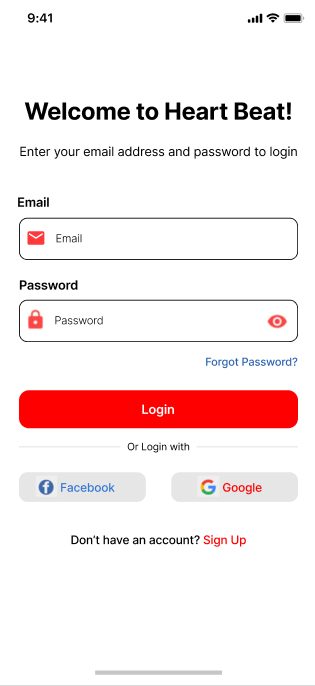 9:41
Welcome to Heart Beat!
Enter your email address and password to login
Email
Email
Password
Password
Forgot Password?
Login
Or Login with
Facebook
Google
Don’t have an account? Sign Up